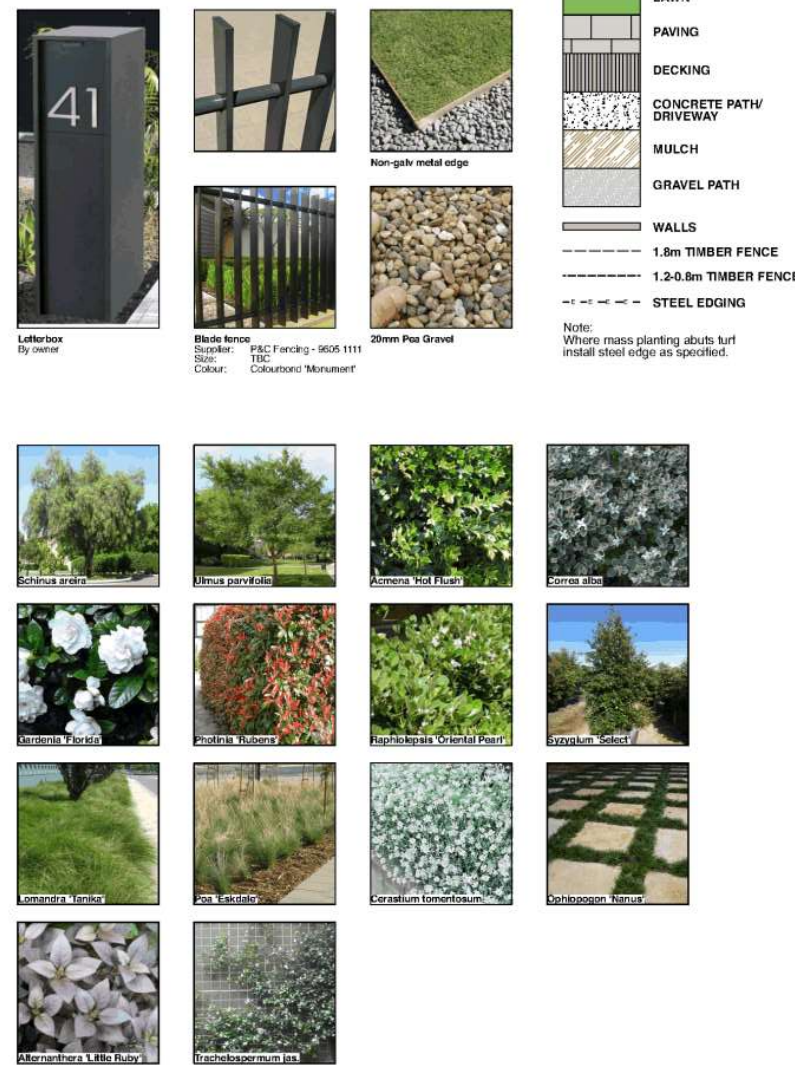 LAWN
41
PAVING
DECKING
CONCRETE PATH/
DRIVEWAY
MULCH
Non-galv metal edge
GRAVEL PATH
WALLS
1.8m TIMBER FENCE
1.2-0.8m TIMBER FENCE
STEEL EDGING
Note:
Where mass planting abuts turf
install steel edge as specified.
Letterbox
By owner
Blade fence
Supplier: P&C Fencing - 9605 1111
Size: TBC
Colour: Colourbond 'Monument'
20mm Pea Gravel
Schinus areira
Ulmus parvifolia
Acmena 'Hot Flush'
Correa alba
Gardenia 'Florida'
Photinia 'Rubens'
Raphiolepsis 'Oriental Pearl'
Syzygium 'Select'
Lomandra 'Tanika'
Poa 'Eskdale'
Cerastium tomentosum
Ophiopogon 'Nanus'
Alternanthera 'Little Ruby'
Trachelospermum jas.